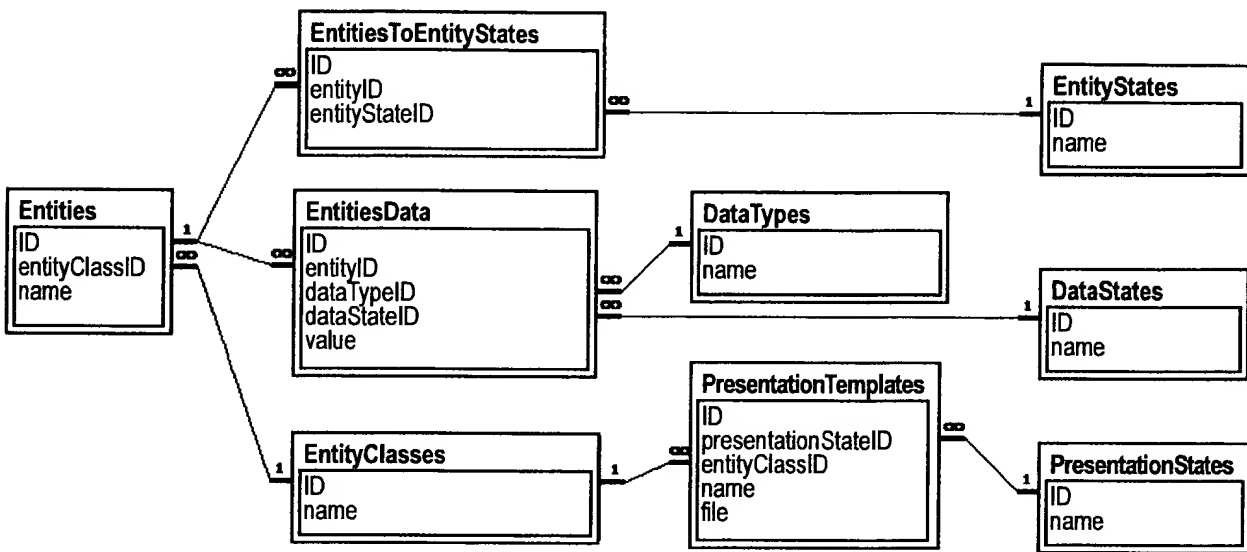 EntitiesToEntityStates
ID
entityID
entityStateID
∞
∞
EntityStates
1
ID
name
Entities
ID
entityClassID
name
1
∞
EntitiesData
∞
ID
entityID
dataTypeID
dataStateID
value
∞
∞
DataTypes
1
ID
name
DataStates
1
ID
name
EntityClasses
1
ID
name
1
PresentationTemplates
∞
ID
presentationStateID
entityClassID
name
file
∞
PresentationStates
1
ID
name